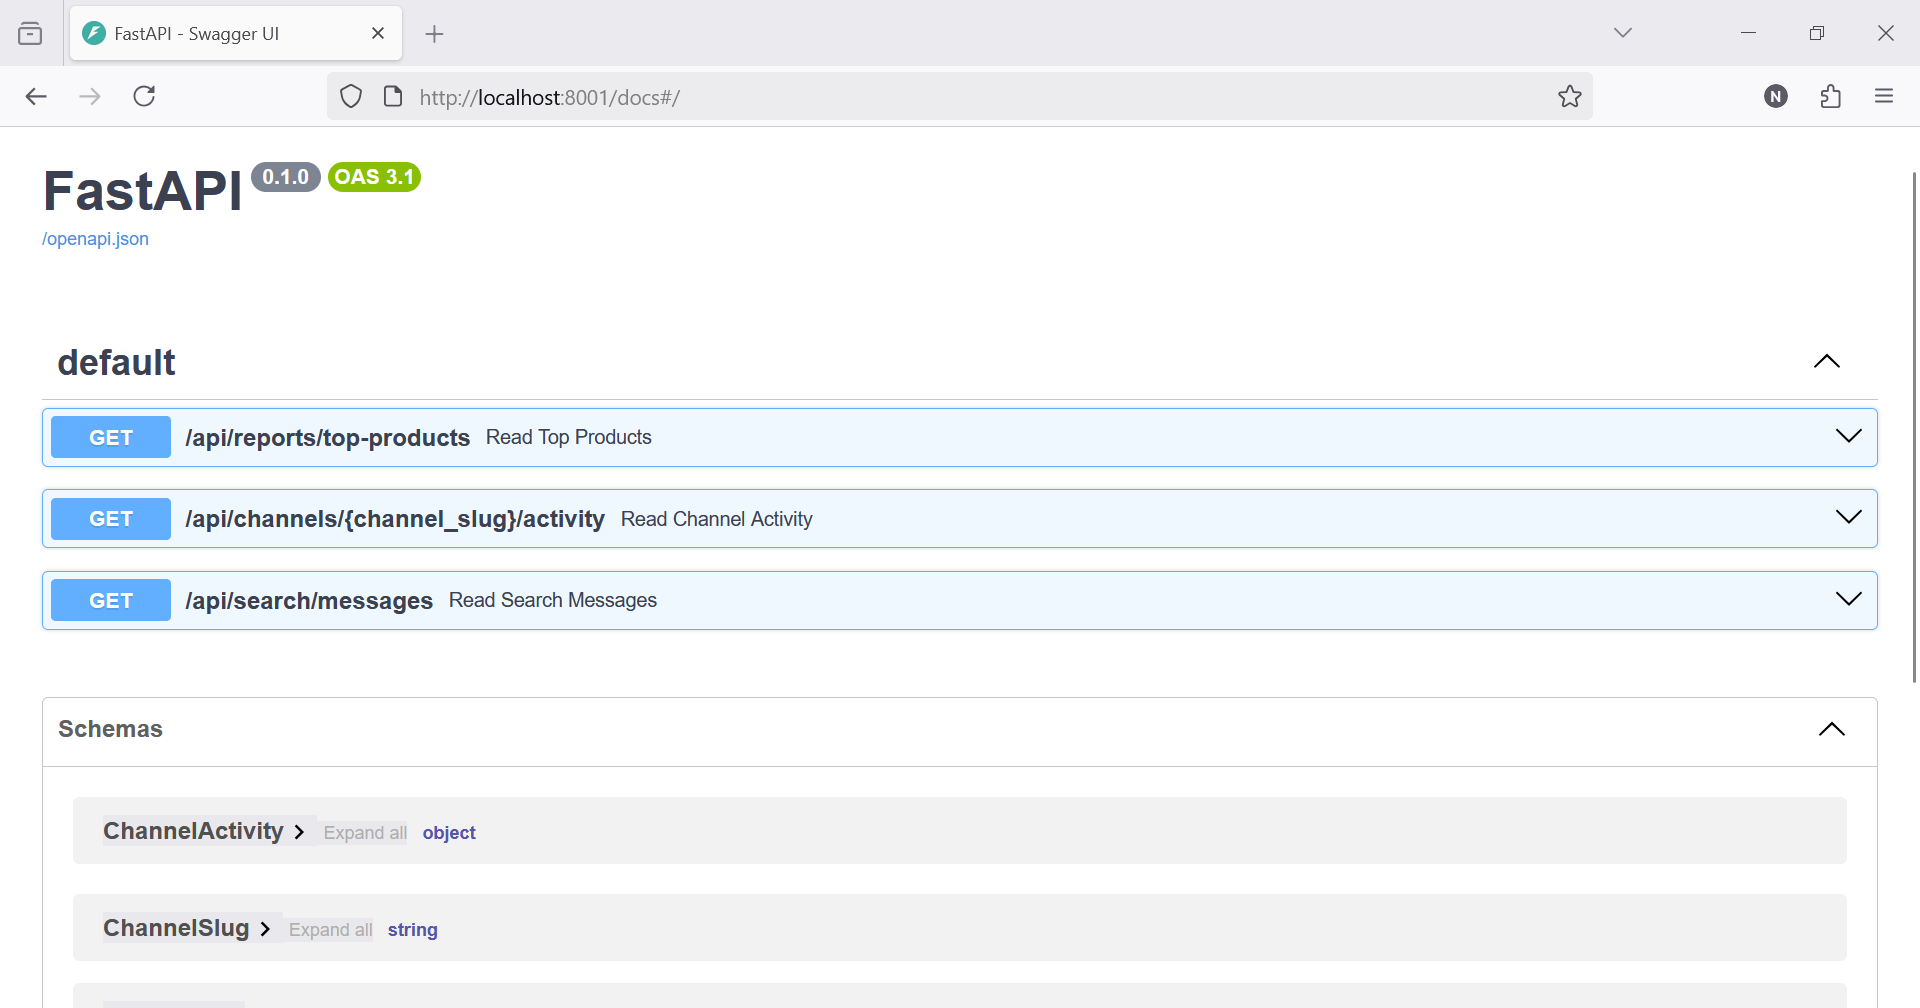 FastAPI - Swagger UI
http://localhost:8001/docs#/
N
FastAPI 0.1.0 OAS 3.1
/openapi.json
default
GET /api/reports/top-products Read Top Products
GET /api/channels/{channel_slug}/activity Read Channel Activity
GET /api/search/messages Read Search Messages
Schemas
ChannelActivity Expand all object
ChannelSlug Expand all string